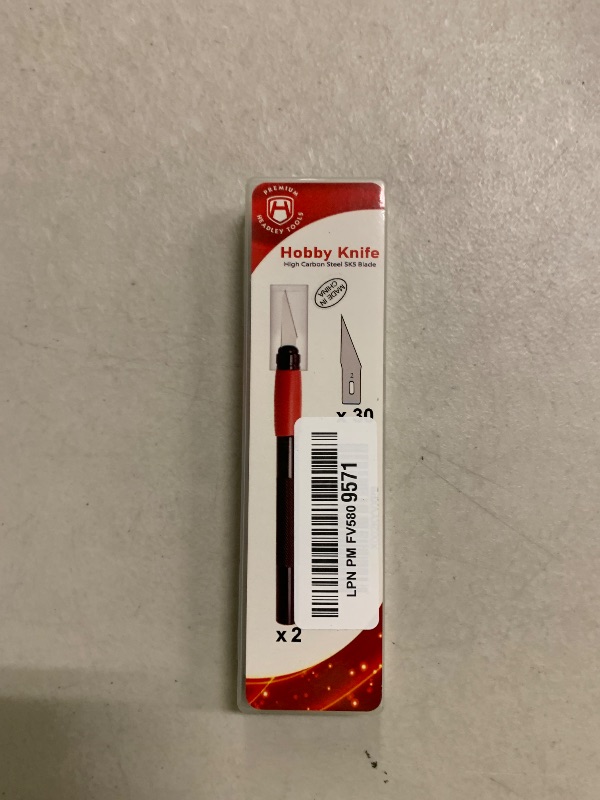 PREMIUM
HEADLEY TOOLS
Hobby Knife
High Carbon Steel SK5 Blade
MADE IN
CHINA
2
x 30
LPN PM FV580 9571
x 2